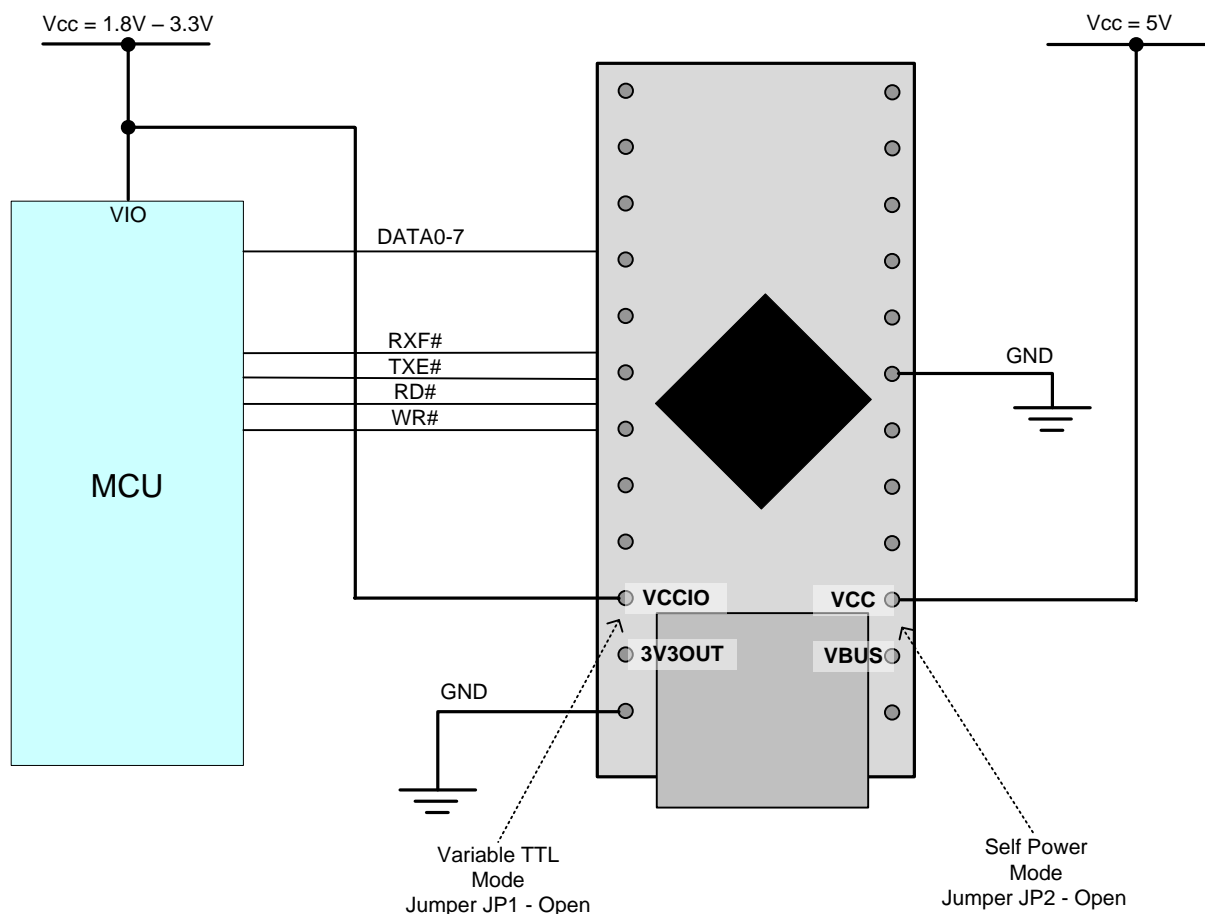 Vcc = 1.8V – 3.3V
Vcc = 5V
VIO
DATA0-7
RXF#
TXE#
RD#
WR#
GND
MCU
VCCIO
VCC
3V3OUT
VBUS
GND
Variable TTL
Mode
Jumper JP1 - Open
Self Power
Mode
Jumper JP2 - Open